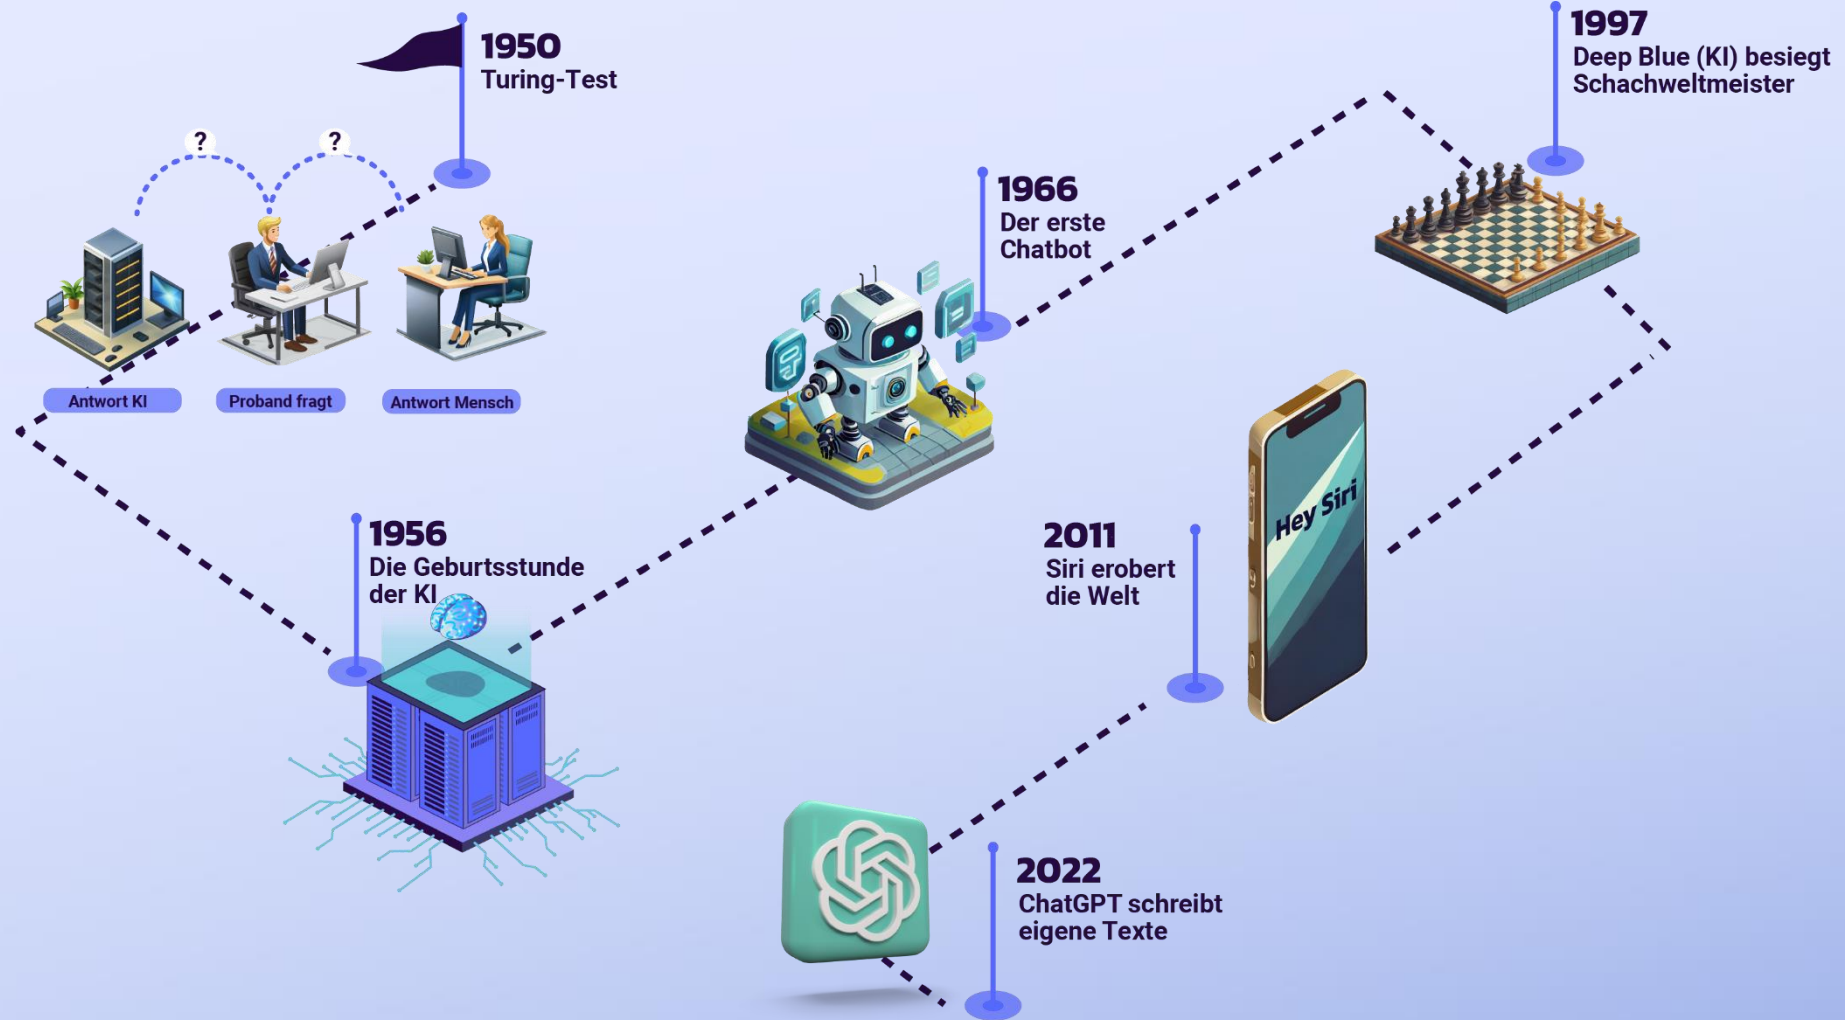 1950
Turing-Test
?
?
Antwort KI
Proband fragt
Antwort Mensch
1956
Die Geburtsstunde
der KI
1966
Der erste
Chatbot
1997
Deep Blue (KI) besiegt
Schachweltmeister
2011
Siri erobert
die Welt
Hey Siri
2022
ChatGPT schreibt
eigene Texte